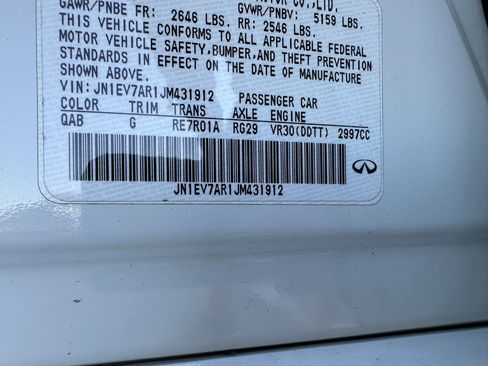 CO.,LTD.
GAWR/PNBE FR: 2646 LBS. RR: 2546 LBS.
GVWR/PNBV: 5159 LBS.
THIS VEHICLE CONFORMS TO ALL APPLICABLE FEDERAL
MOTOR VEHICLE SAFETY,BUMPER,AND THEFT PREVENTION
STANDARDS IN EFFECT ON THE DATE OF MANUFACTURE
SHOWN ABOVE.
VIN: JN1EV7AR1JM431912 PASSENGER CAR
COLOR TRIM TRANS AXLE ENGINE
QAB G RE7R01A RG29 VR30(DDTT) 2997CC
JN1EV7AR1JM431912